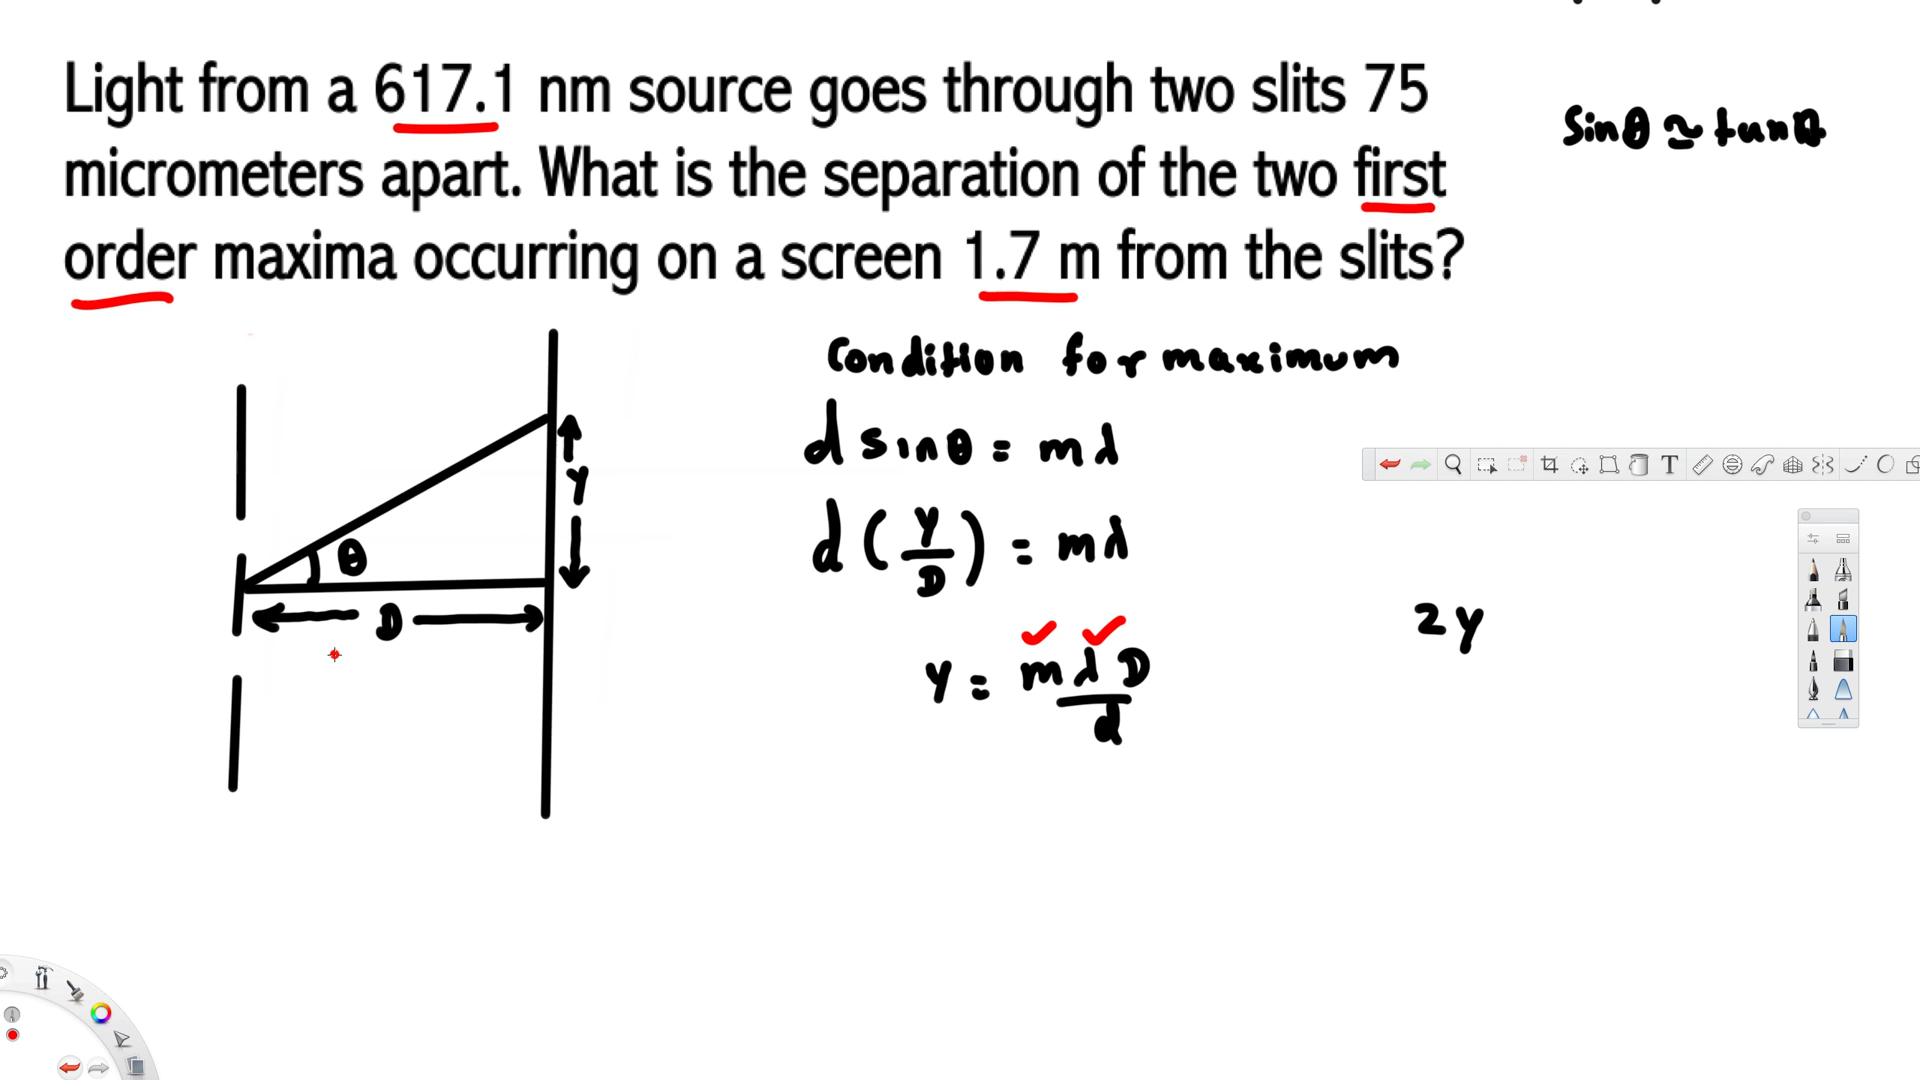 Light from a 617.1 nm source goes through two slits 75
micrometers apart. What is the separation of the two first
order maxima occurring on a screen 1.7 m from the slits?
sinθ ≃ tanθ
Condition for maximum
d sinθ = mλ
d(y/D) = mλ
y = mλD/d
2y
θ
y
D
T